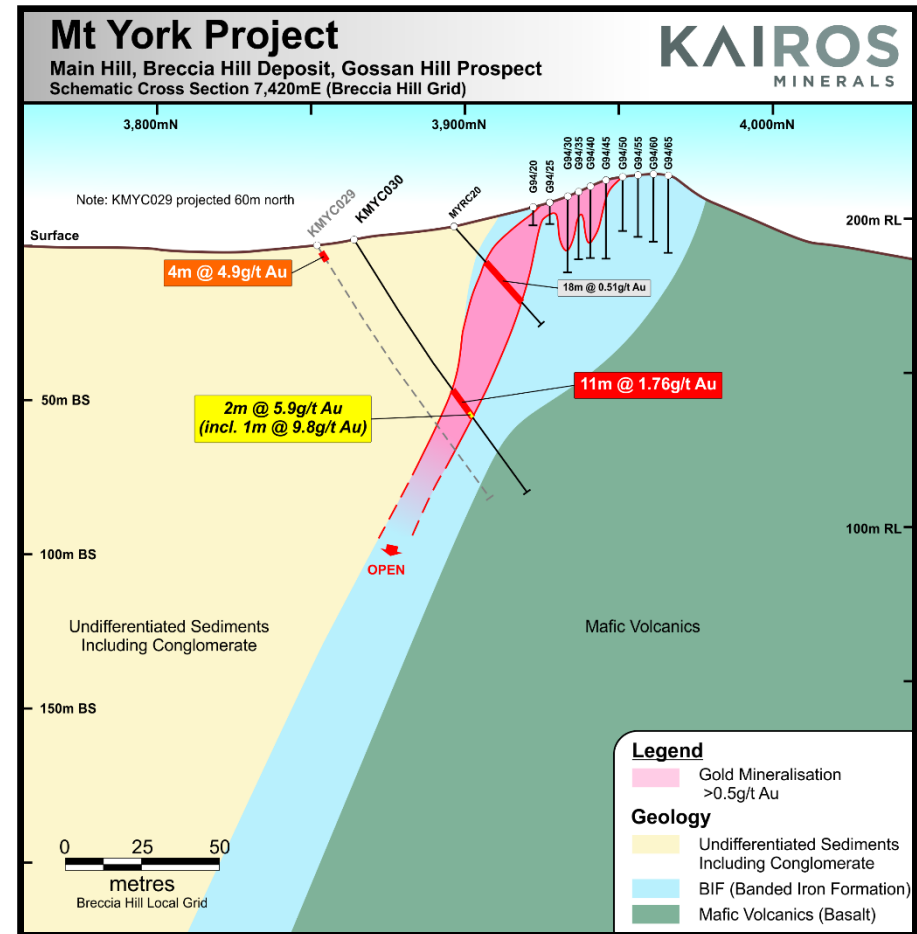 Mt York Project
Main Hill, Breccia Hill Deposit, Gossan Hill Prospect
Schematic Cross Section 7,420mE (Breccia Hill Grid)
KAIROS
MINERALS
3,800mN
3,900mN
4,000mN
Note: KMYC029 projected 60m north
KMYC029
KMYC030
MYRC20
G94/20
G94/25
G94/30
G94/35
G94/40
G94/45
G94/50
G94/55
G94/60
G94/65
Surface
200m RL
4m @ 4.9g/t Au
18m @ 0.51g/t Au
11m @ 1.76g/t Au
50m BS
2m @ 5.9g/t Au
(incl. 1m @ 9.8g/t Au)
100m RL
100m BS
OPEN
Undifferentiated Sediments
Including Conglomerate
Mafic Volcanics
150m BS
Legend
Gold Mineralisation
>0.5g/t Au
Geology
Undifferentiated Sediments
Including Conglomerate
BIF (Banded Iron Formation)
Mafic Volcanics (Basalt)
0 25 50
metres
Breccia Hill Local Grid